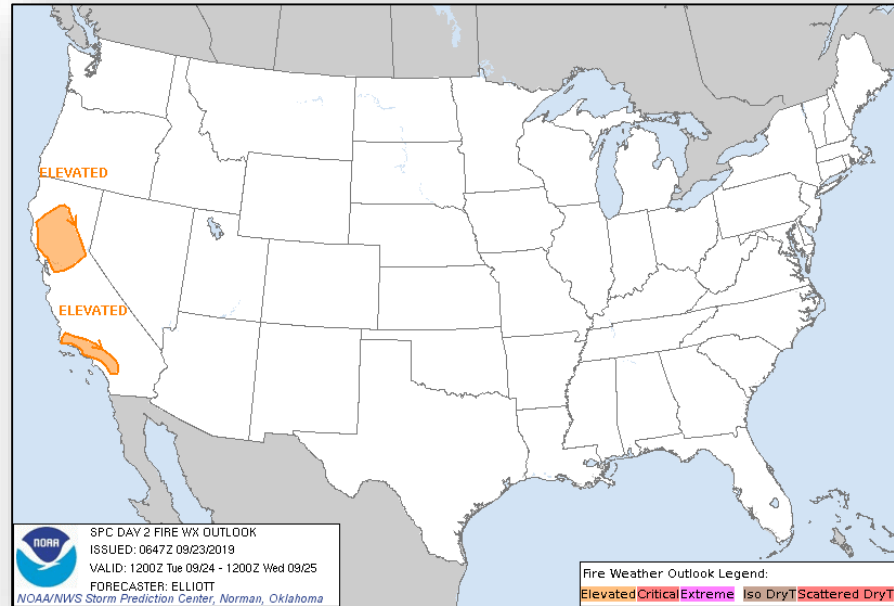 ELEVATED
ELEVATED
NOAA
SPC DAY 2 FIRE WX OUTLOOK
ISSUED: 0647Z 09/23/2019
VALID: 1200Z Tue 09/24 - 1200Z Wed 09/25
FORECASTER: ELLIOTT
NOAA/NWS Storm Prediction Center, Norman, Oklahoma
Fire Weather Outlook Legend:
Elevated Critical Extreme Iso DryT Scattered DryT